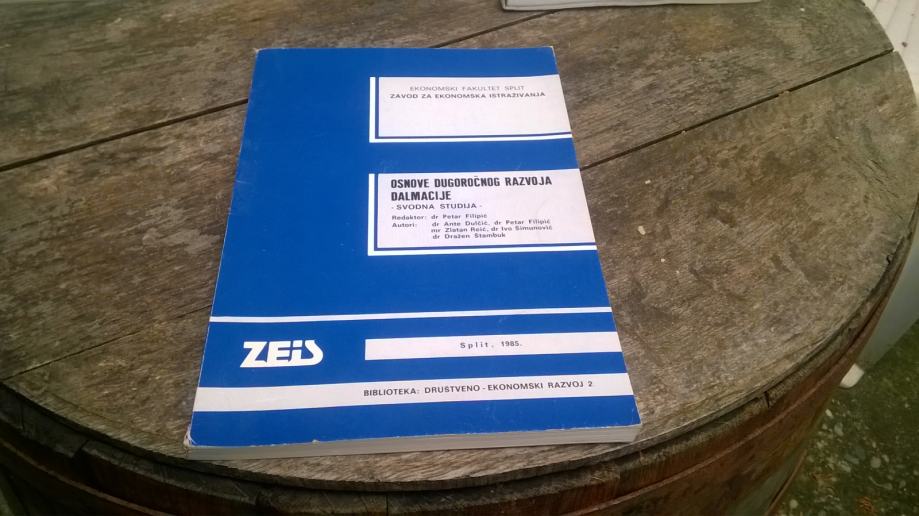 EKONOMSKI FAKULTET SPLIT
ZAVOD ZA EKONOMSKA ISTRAŽIVANJA
OSNOVE DUGOROČNOG RAZVOJA
DALMACIJE
- SVODNA STUDIJA -
Redaktor: dr Petar Filipić
Autori: dr Ante Dulčić, dr Petar Filipić
mr Zlatan Reić, dr Ivo Šimunović
dr Dražen Štambuk
ZEIS
Split, 1985.
BIBLIOTEKA: DRUSTVENO - EKONOMSKI RAZVOJ 2.